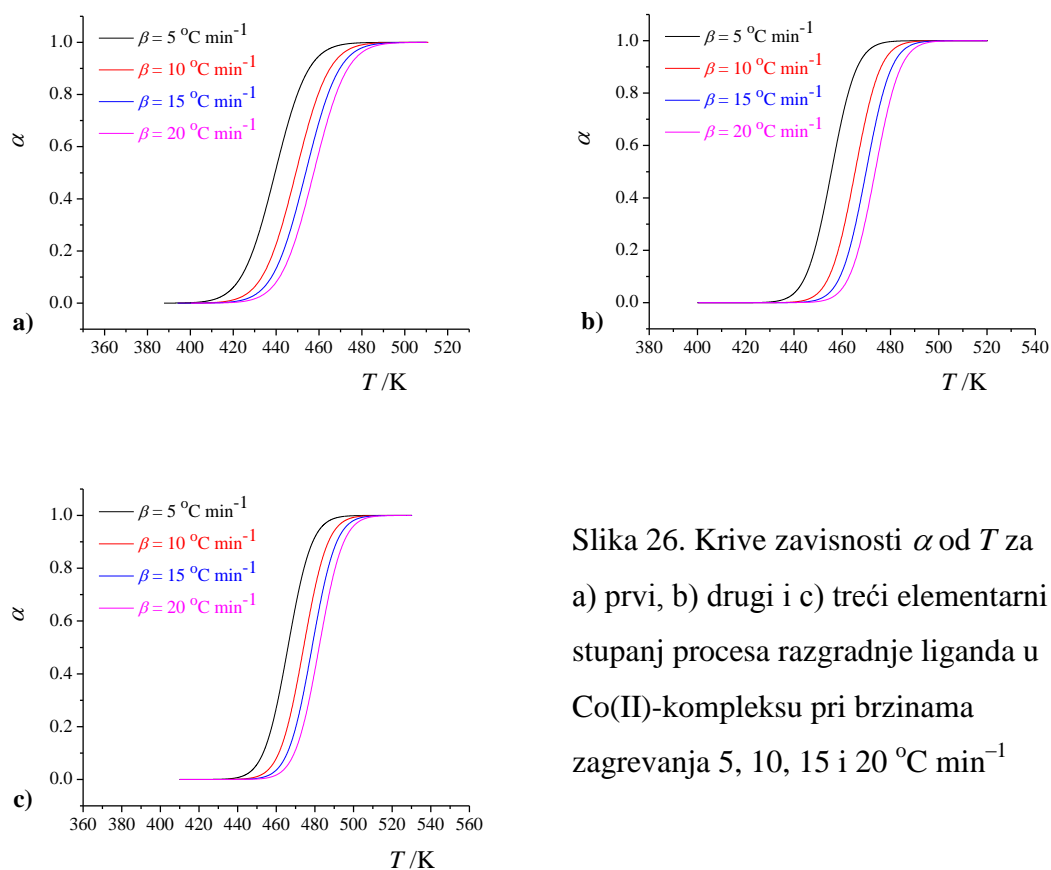 β = 5 °C min⁻¹
β = 10 °C min⁻¹
β = 15 °C min⁻¹
β = 20 °C min⁻¹
1.0
0.8
0.6
0.4
0.2
0.0
α
360 380 400 420 440 460 480 500 520
T /K
a)
β = 5 °C min⁻¹
β = 10 °C min⁻¹
β = 15 °C min⁻¹
β = 20 °C min⁻¹
1.0
0.8
0.6
0.4
0.2
0.0
α
380 400 420 440 460 480 500 520 540
T /K
b)
β = 5 °C min⁻¹
β = 10 °C min⁻¹
β = 15 °C min⁻¹
β = 20 °C min⁻¹
1.0
0.8
0.6
0.4
0.2
0.0
α
360 380 400 420 440 460 480 500 520 540 560
T /K
c)
Slika 26. Krive zavisnosti α od T za
a) prvi, b) drugi i c) treći elementarni
stupanj procesa razgradnje liganda u
Co(II)-kompleksu pri brzinama
zagrevanja 5, 10, 15 i 20 °C min⁻¹